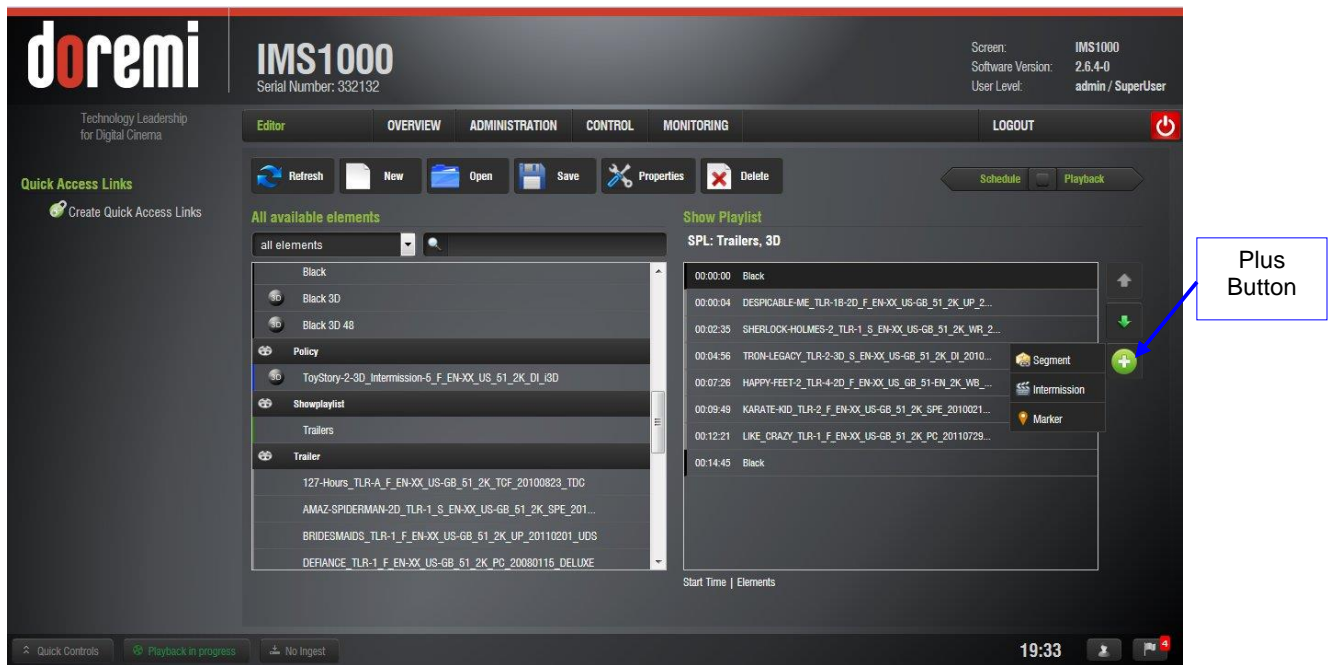 doremi
Technology Leadership
for Digital Cinema
Quick Access Links
Create Quick Access Links
IMS1000
Serial Number: 332132
Screen: IMS1000
Software Version: 2.6.4-0
User Level: admin / SuperUser
Editor OVERVIEW ADMINISTRATION CONTROL MONITORING LOGOUT
Refresh New Open Save Properties Delete
Schedule Playback
All available elements
all elements
Black
3D Black 3D
3D Black 3D 48
Policy
3D ToyStory-2-3D_Intermission-5_F_EN-XX_US_51_2K_DI_i3D
Showplaylist
Trailers
Trailer
127-Hours_TLR-A_F_EN-XX_US-GB_51_2K_TCF_20100823_TDC
AMAZ-SPIDERMAN-2D_TLR-1_S_EN-XX_US-GB_51_2K_SPE_201...
BRIDESMAIDS_TLR-1_F_EN-XX_US-GB_51_2K_UP_20110201_UDS
DEFIANCE_TLR-1_F_EN-XX_US-GB_51_2K_PC_20080115_DELUXE
Show Playlist
SPL: Trailers, 3D
00:00:00 Black
00:00:04 DESPICABLE-ME_TLR-1B-2D_F_EN-XX_US-GB_51_2K_UP_2...
00:02:35 SHERLOCK-HOLMES-2_TLR-1_S_EN-XX_US-GB_51_2K_WR_2...
00:04:56 TRON-LEGACY_TLR-2-3D_S_EN-XX_US-GB_51_2K_DI_2010...
00:07:26 HAPPY-FEET-2_TLR-4-2D_F_EN-XX_US_GB_51-EN_2K_WB_...
00:09:49 KARATE-KID_TLR-2_F_EN-XX_US-GB_51_2K_SPE_2010021...
00:12:21 LIKE_CRAZY_TLR-1_F_EN-XX_US-GB_51_2K_PC_20110729...
00:14:45 Black
Segment
Intermission
Marker
Start Time | Elements
Plus
Button
Quick Controls Playback in progress No Ingest 19:33 4